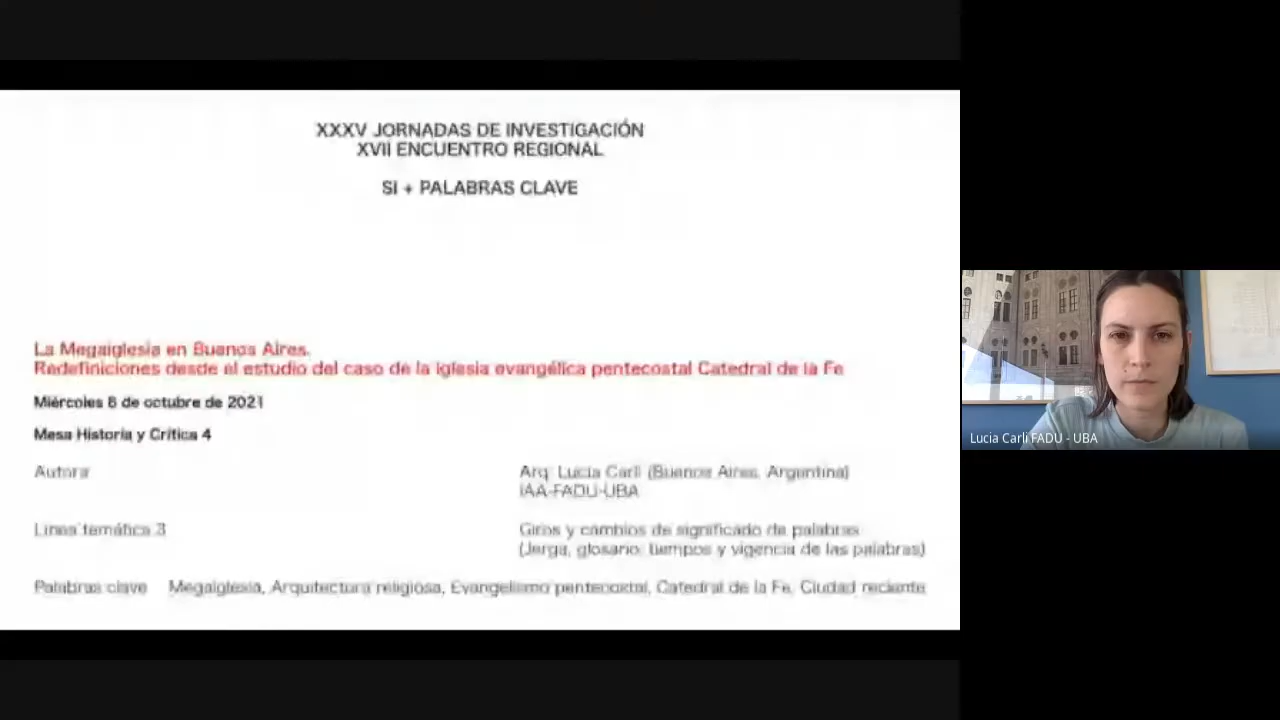 XXXV JORNADAS DE INVESTIGACIÓN
XVII ENCUENTRO REGIONAL
SI + PALABRAS CLAVE
La Megaiglesia en Buenos Aires.
Redefiniciones desde el estudio del caso de la iglesia evangélica pentecostal Catedral de la Fe
Miércoles 6 de octubre de 2021
Mesa Historia y Crítica 4
Autora
Arq. Lucia Carli (Buenos Aires, Argentina)
IAA-FADU-UBA
Línea temática 3
Giros y cambios de significado de palabras
(Jerga, glosario, tiempos y vigencia de las palabras)
Palabras clave Megaiglesia, Arquitectura religiosa, Evangelismo pentecostal, Catedral de la Fe, Ciudad reciente
Lucia Carli FADU - UBA